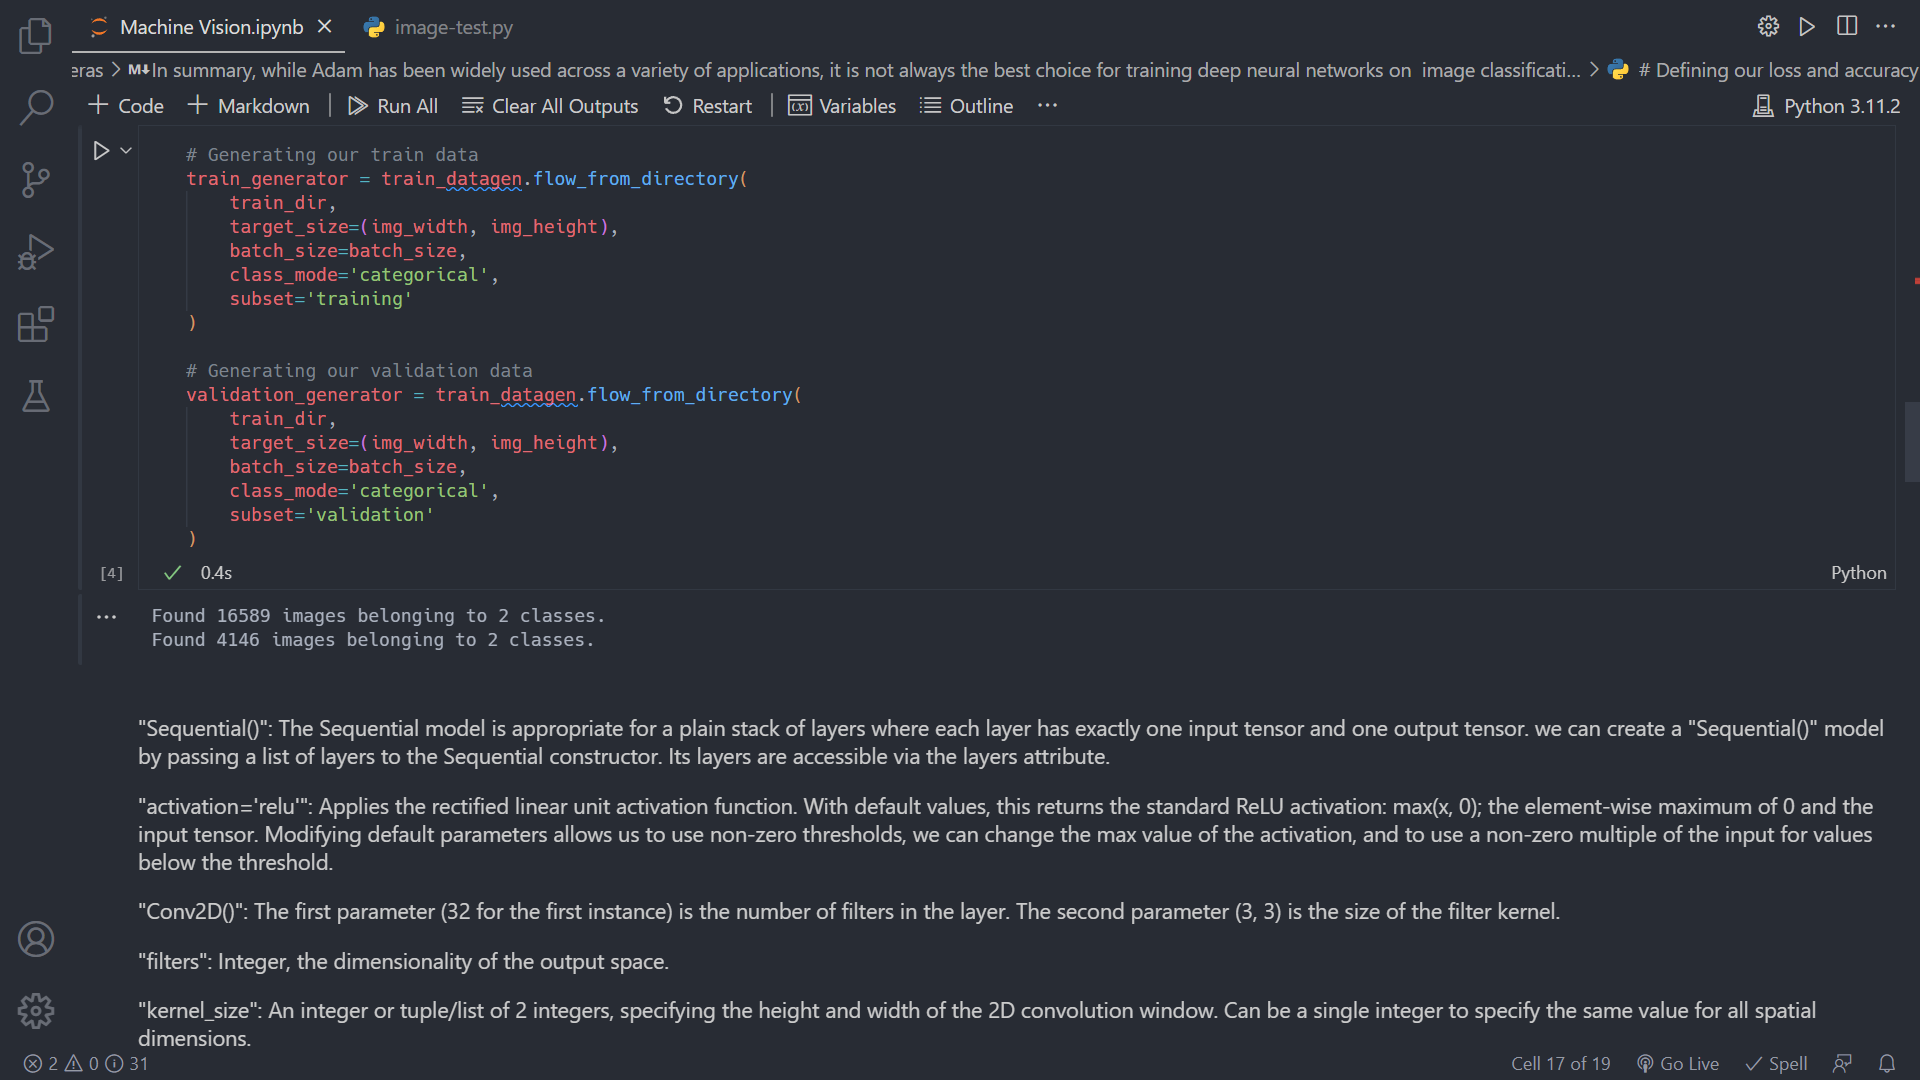 Machine Vision.ipynb
image-test.py
eras > M↓In summary, while Adam has been widely used across a variety of applications, it is not always the best choice for training deep neural networks on image classificati... > # Defining our loss and accuracy
+ Code + Markdown | Run All Clear All Outputs Restart | Variables Outline ... Python 3.11.2
# Generating our train data
train_generator = train_datagen.flow_from_directory(
    train_dir,
    target_size=(img_width, img_height),
    batch_size=batch_size,
    class_mode='categorical',
    subset='training'
)
# Generating our validation data
validation_generator = train_datagen.flow_from_directory(
    train_dir,
    target_size=(img_width, img_height),
    batch_size=batch_size,
    class_mode='categorical',
    subset='validation'
)
[4] 0.4s Python
Found 16589 images belonging to 2 classes.
Found 4146 images belonging to 2 classes.
"Sequential()": The Sequential model is appropriate for a plain stack of layers where each layer has exactly one input tensor and one output tensor. we can create a "Sequential()" model
by passing a list of layers to the Sequential constructor. Its layers are accessible via the layers attribute.
"activation='relu'": Applies the rectified linear unit activation function. With default values, this returns the standard ReLU activation: max(x, 0); the element-wise maximum of 0 and the
input tensor. Modifying default parameters allows us to use non-zero thresholds, we can change the max value of the activation, and to use a non-zero multiple of the input for values
below the threshold.
"Conv2D()": The first parameter (32 for the first instance) is the number of filters in the layer. The second parameter (3, 3) is the size of the filter kernel.
"filters": Integer, the dimensionality of the output space.
"kernel_size": An integer or tuple/list of 2 integers, specifying the height and width of the 2D convolution window. Can be a single integer to specify the same value for all spatial
dimensions.
2 0 31 Cell 17 of 19 Go Live Spell